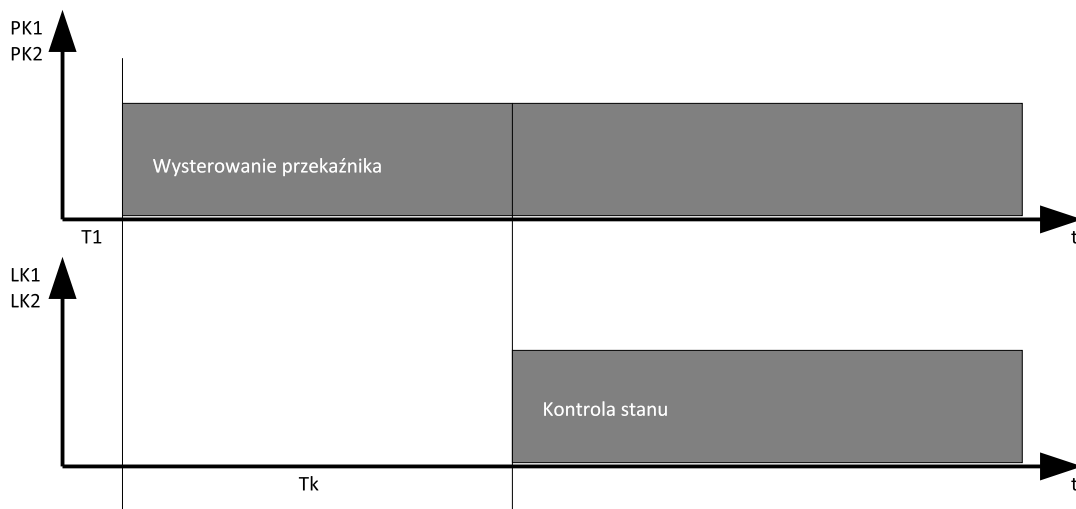 PK1
PK2
Wysterowanie przekaźnika
T1
t
LK1
LK2
Kontrola stanu
Tk
t